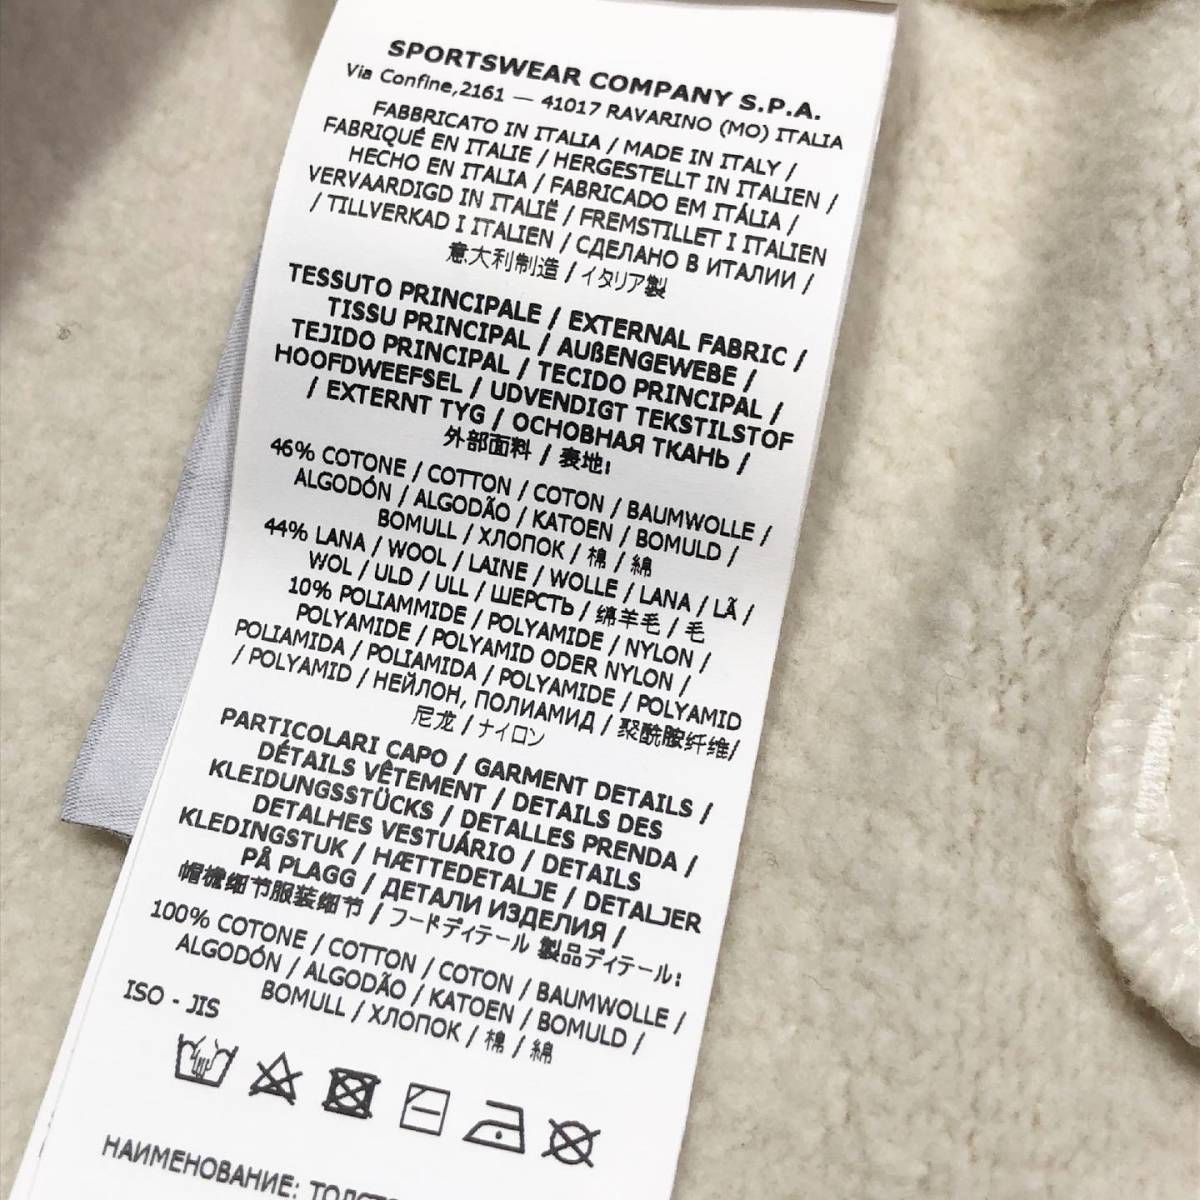 SPORTSWEAR COMPANY S.P.A.
Via Confine,2161 — 41017 RAVARINO (MO) ITALIA
FABBRICATO IN ITALIA / MADE IN ITALY /
FABRIQUÉ EN ITALIE / HERGESTELLT IN ITALIEN /
HECHO EN ITALIA / FABRICADO EM ITÁLIA /
VERVAARDIGD IN ITALIË / FREMSTILLET I ITALIEN
/ TILLVERKAD I ITALIEN / СДЕЛАНО В ИТАЛИИ /
意大利制造 / イタリア製
TESSUTO PRINCIPALE / EXTERNAL FABRIC /
TISSU PRINCIPAL / AUßENGEWEBE /
TEJIDO PRINCIPAL / TECIDO PRINCIPAL /
HOOFDWEEFSEL / UDVENDIGT TEKSTILSTOF
/ EXTERNT TYG / ОСНОВНАЯ ТКАНЬ /
外部面料 / 表地:
46% COTONE / COTTON / COTON / BAUMWOLLE /
ALGODÓN / ALGODÃO / KATOEN / BOMULD /
BOMULL / ХЛОПОК / 棉 / 綿
44% LANA / WOOL / LAINE / WOLLE / LANA / LÃ /
WOL / ULD / ULL / ШЕРСТЬ / 绵羊毛 / 毛
10% POLIAMMIDE / POLYAMIDE / NYLON /
POLYAMIDE / POLYAMID ODER NYLON /
POLIAMIDA / POLIAMIDA / POLYAMIDE / POLYAMID
/ POLYAMID / НЕЙЛОН, ПОЛИАМИД / 聚酰胺纤维/
尼龙 / ナイロン
PARTICOLARI CAPO / GARMENT DETAILS /
DÉTAILS VÊTEMENT / DETAILS DES
KLEIDUNGSSTÜCKS / DETALLES PRENDA /
DETALHES VESTUÁRIO / DETAILS
KLEDINGSTUK / HÆTTEDETALJE / DETALJER
PÅ PLAGG / ДЕТАЛИ ИЗДЕЛИЯ /
帽檐细节服装细节 / フードディテール 製品ディテール:
100% COTONE / COTTON / COTON / BAUMWOLLE /
ALGODÓN / ALGODÃO / KATOEN / BOMULD /
BOMULL / ХЛОПОК / 棉 / 綿
ISO - JIS
НАИМЕНОВАНИЕ: